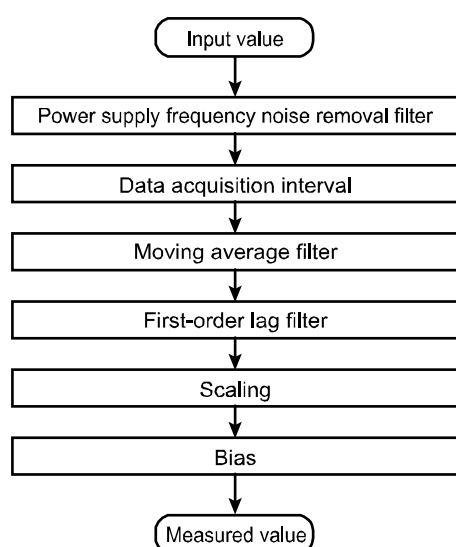 Input value
Power supply frequency noise removal filter
Data acquisition interval
Moving average filter
First-order lag filter
Scaling
Bias
Measured value